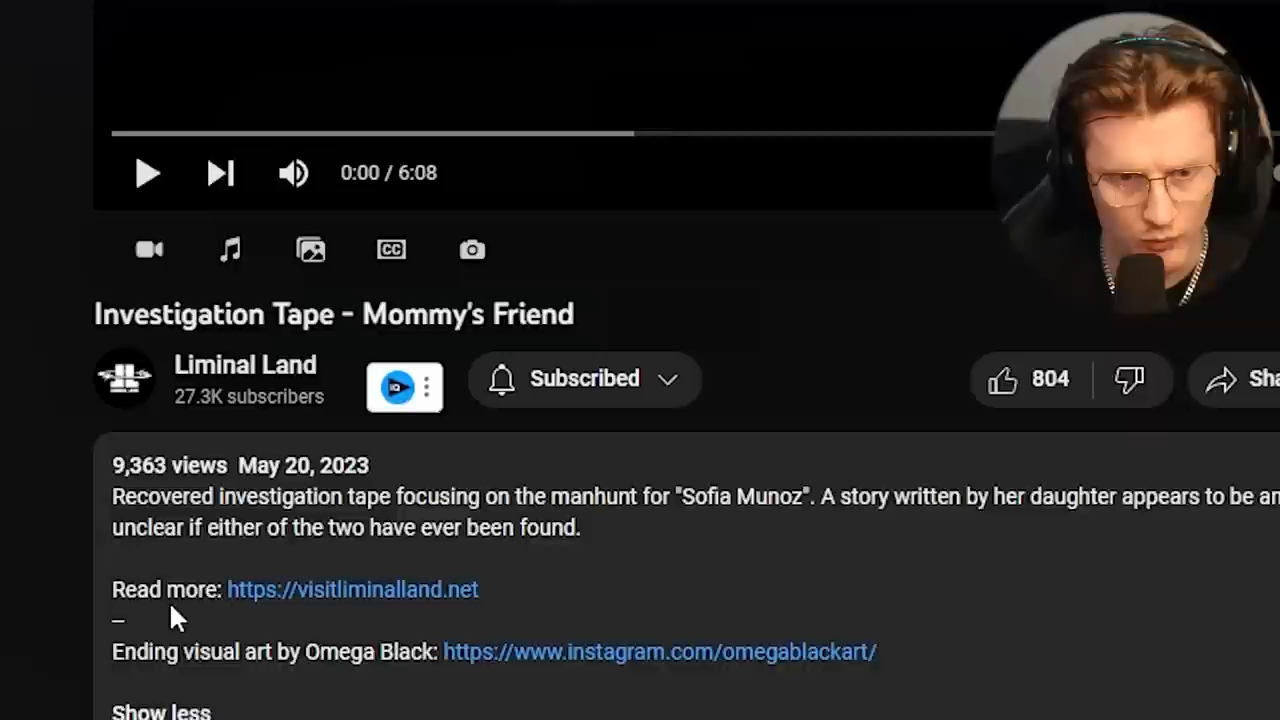 0:00 / 6:08
CC
Investigation Tape - Mommy's Friend
Liminal Land
27.3K subscribers
Subscribed
804
9,363 views May 20, 2023
Recovered investigation tape focusing on the manhunt for "Sofia Munoz". A story written by her daughter appears to be
unclear if either of the two have ever been found.
Read more: https://visitliminalland.net
–
Ending visual art by Omega Black: https://www.instagram.com/omegablackart/
Show less